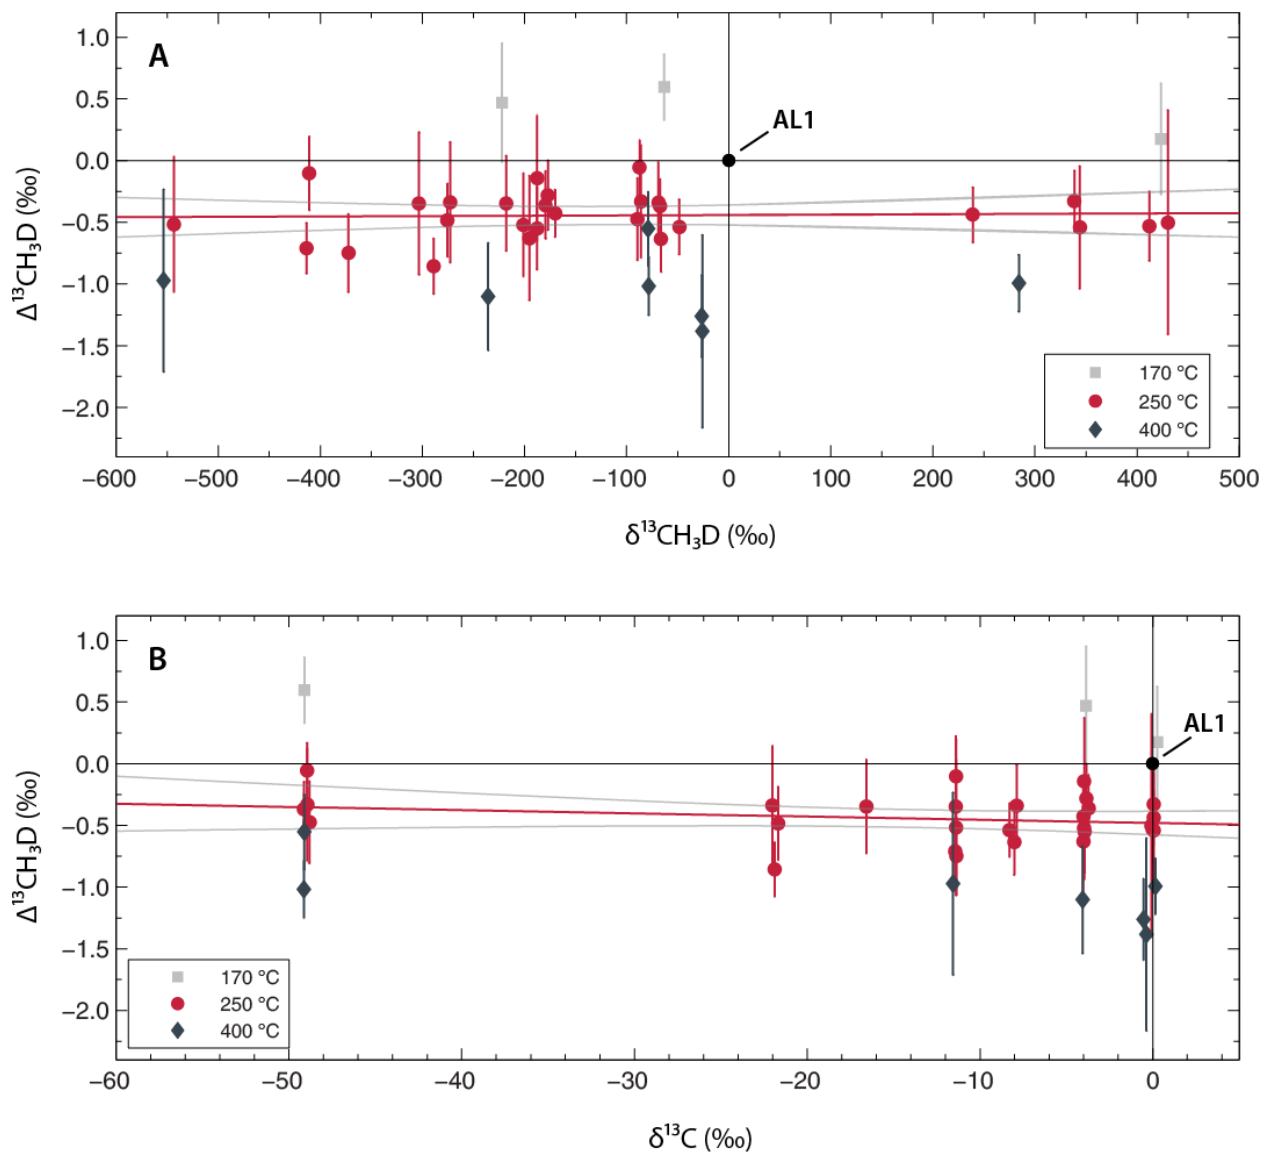 A
AL1
1.0
0.5
0.0
−0.5
−1.0
−1.5
−2.0
Δ¹³CH₃D (‰)
170 °C
250 °C
400 °C
−600 −500 −400 −300 −200 −100 0 100 200 300 400 500
δ¹³CH₃D (‰)
B
AL1
1.0
0.5
0.0
−0.5
−1.0
−1.5
−2.0
Δ¹³CH₃D (‰)
170 °C
250 °C
400 °C
−60 −50 −40 −30 −20 −10 0
δ¹³C (‰)